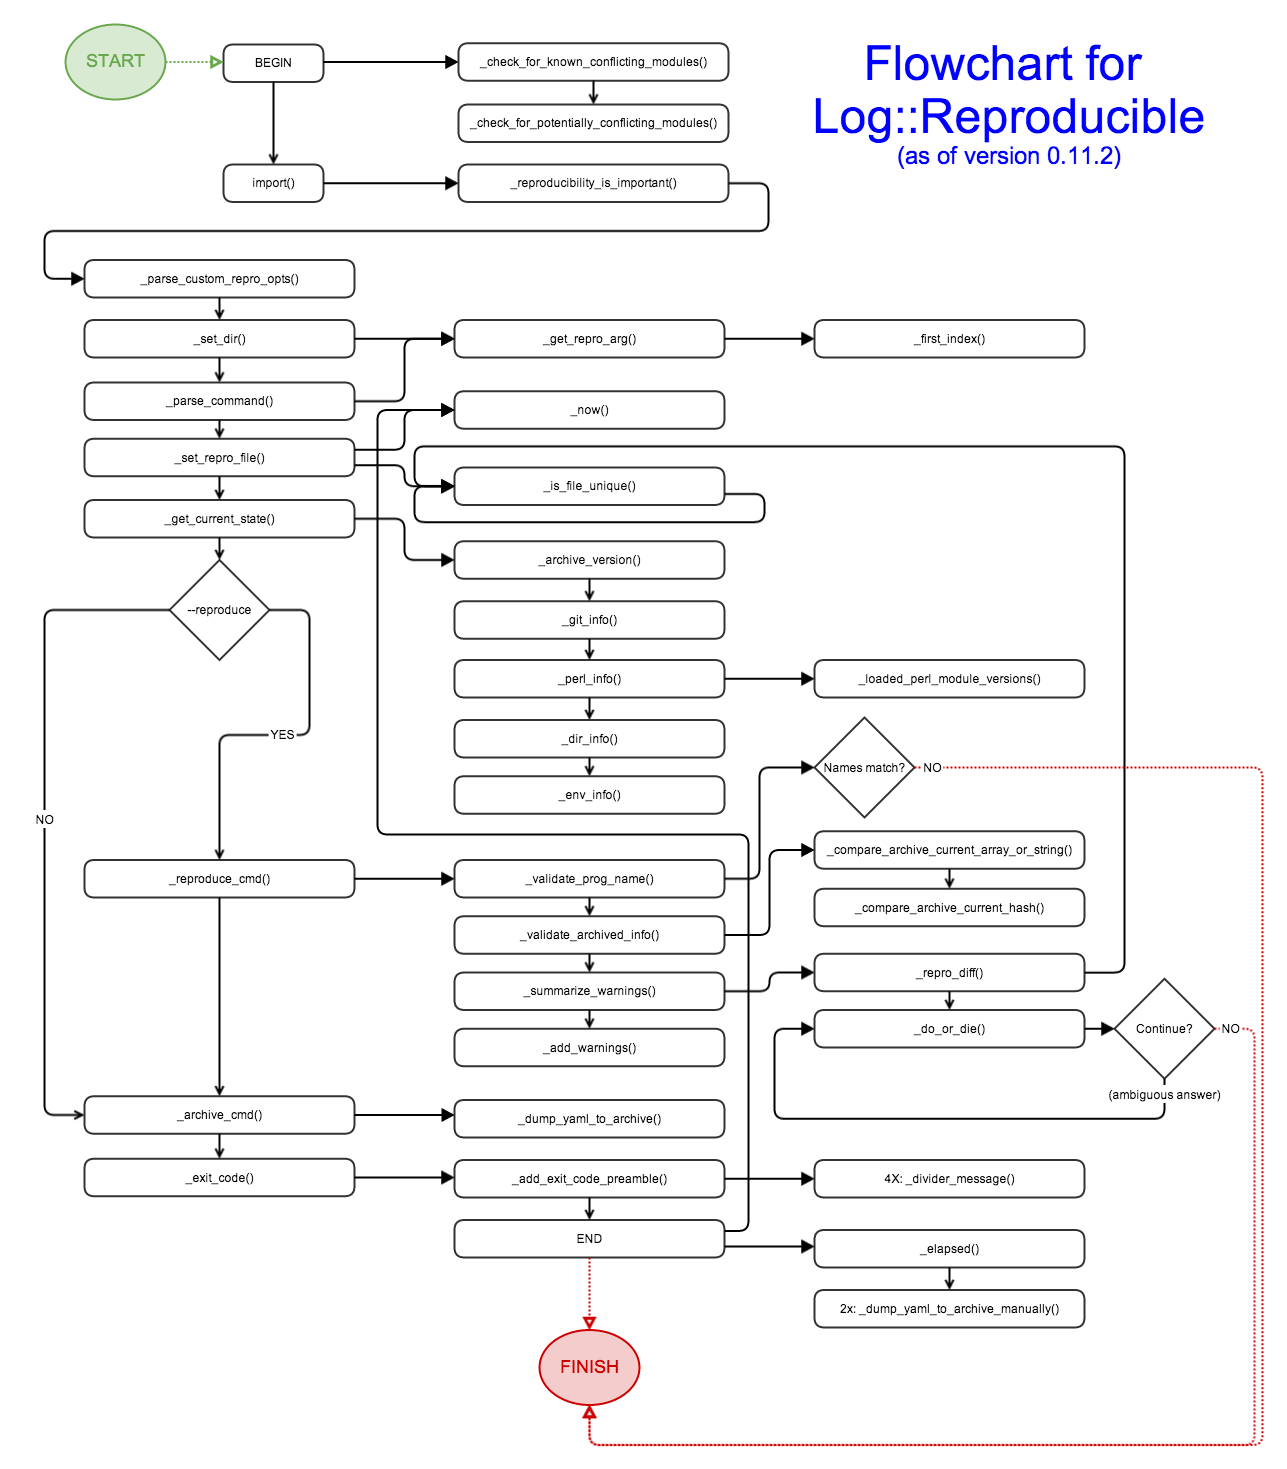 START
BEGIN
_check_for_known_conflicting_modules()
Flowchart for
Log::Reproducible
(as of version 0.11.2)
_check_for_potentially_conflicting_modules()
import()
_reproducibility_is_important()
_parse_custom_repro_opts()
_set_dir()
_get_repro_arg()
_first_index()
_parse_command()
_now()
_set_repro_file()
_is_file_unique()
_get_current_state()
_archive_version()
--reproduce
_git_info()
_perl_info()
_loaded_perl_module_versions()
YES
_dir_info()
Names match?
NO
_env_info()
NO
_compare_archive_current_array_or_string()
_reproduce_cmd()
_validate_prog_name()
_compare_archive_current_hash()
_validate_archived_info()
_repro_diff()
_summarize_warnings()
_do_or_die()
Continue?
NO
_add_warnings()
(ambiguous answer)
_archive_cmd()
_dump_yaml_to_archive()
_exit_code()
_add_exit_code_preamble()
4X: _divider_message()
END
_elapsed()
2x: _dump_yaml_to_archive_manually()
FINISH